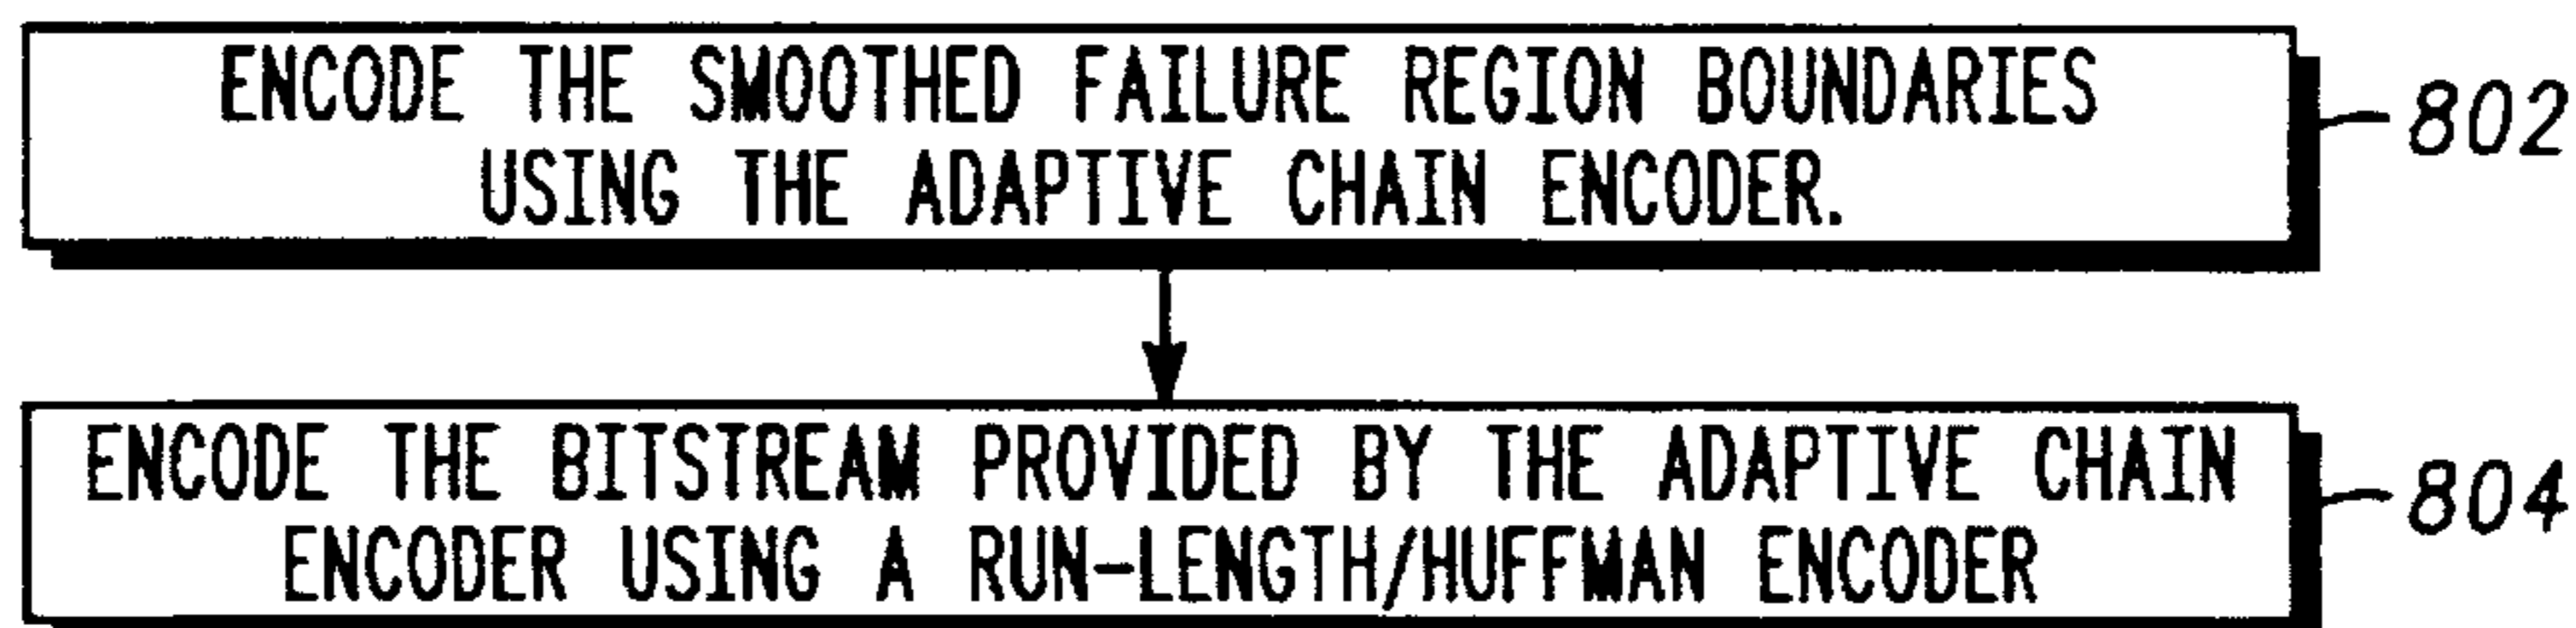 ENCODE THE SMOOTHED FAILURE REGION BOUNDARIES
USING THE ADAPTIVE CHAIN ENCODER.
802
ENCODE THE BITSTREAM PROVIDED BY THE ADAPTIVE CHAIN
ENCODER USING A RUN-LENGTH/HUFFMAN ENCODER
804